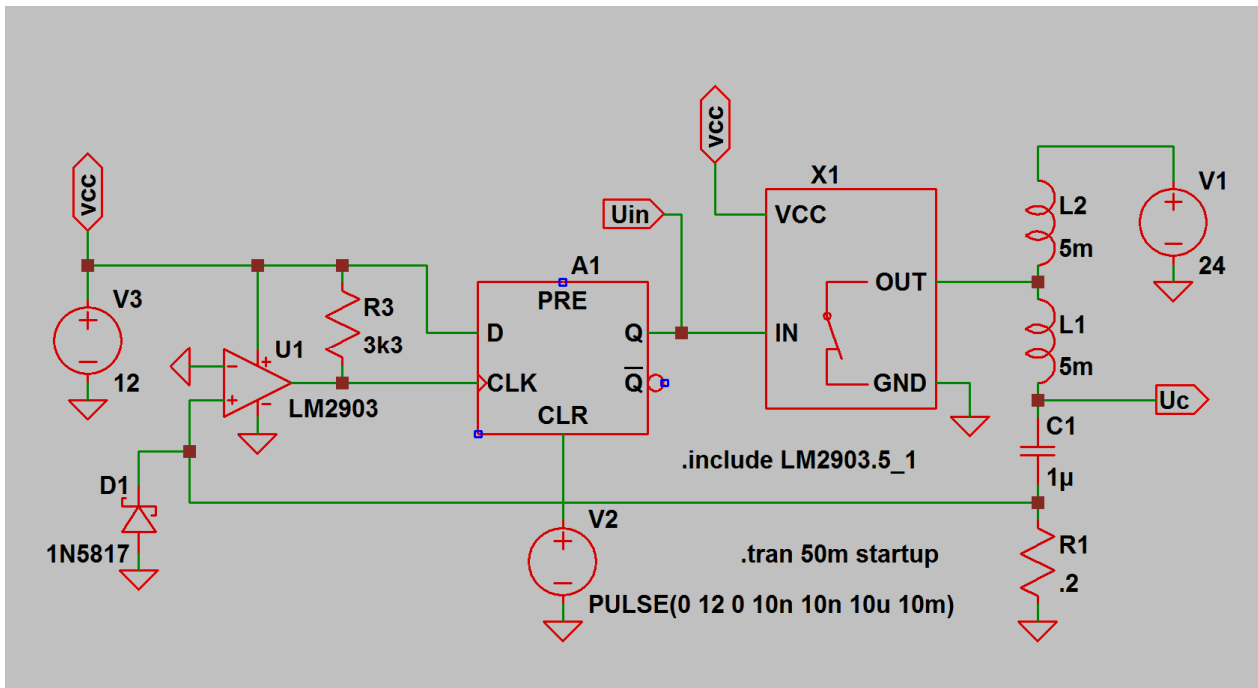 vcc
V3
12
U1
LM2903
R3
3k3
D1
1N5817
A1
PRE
D
Q
CLK
Q
CLR
Uin
V2
PULSE(0 12 0 10n 10n 10u 10m)
vcc
X1
VCC
OUT
IN
GND
.include LM2903.5_1
.tran 50m startup
L2
5m
V1
24
L1
5m
Uc
C1
1µ
R1
.2